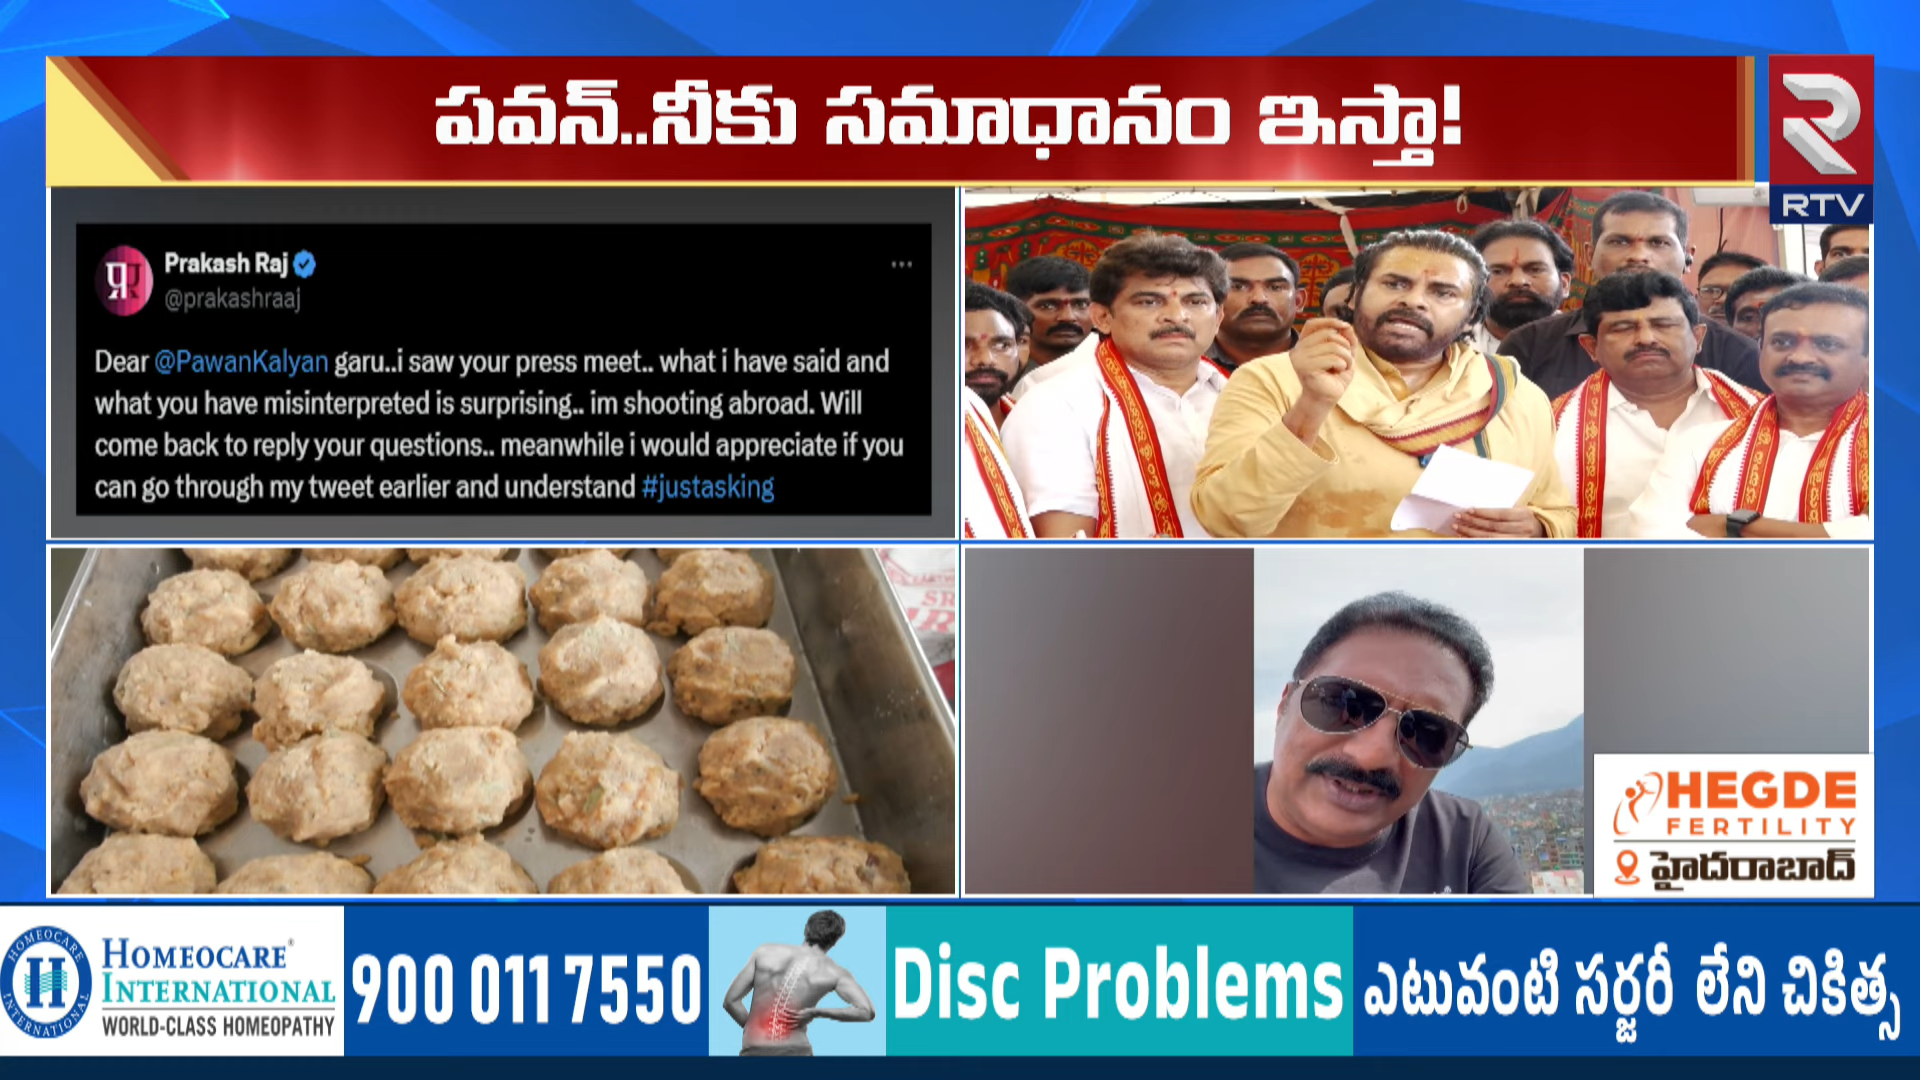 పవన్..నీకు సమాధానం ఇస్తా!
RTV
Prakash Raj
@prakashraaj
Dear @PawanKalyan garu..i saw your press meet.. what i have said and
what you have misinterpreted is surprising.. im shooting abroad. Will
come back to reply your questions.. meanwhile i would appreciate if you
can go through my tweet earlier and understand #justasking
HEGDE
FERTILITY
హైదరాబాద్
HOMEOCARE
INTERNATIONAL
HOMEOCARE®
INTERNATIONAL
WORLD-CLASS HOMEOPATHY
900 011 7550
Disc Problems
ఎటువంటి సర్జరీ లేని చికిత్స